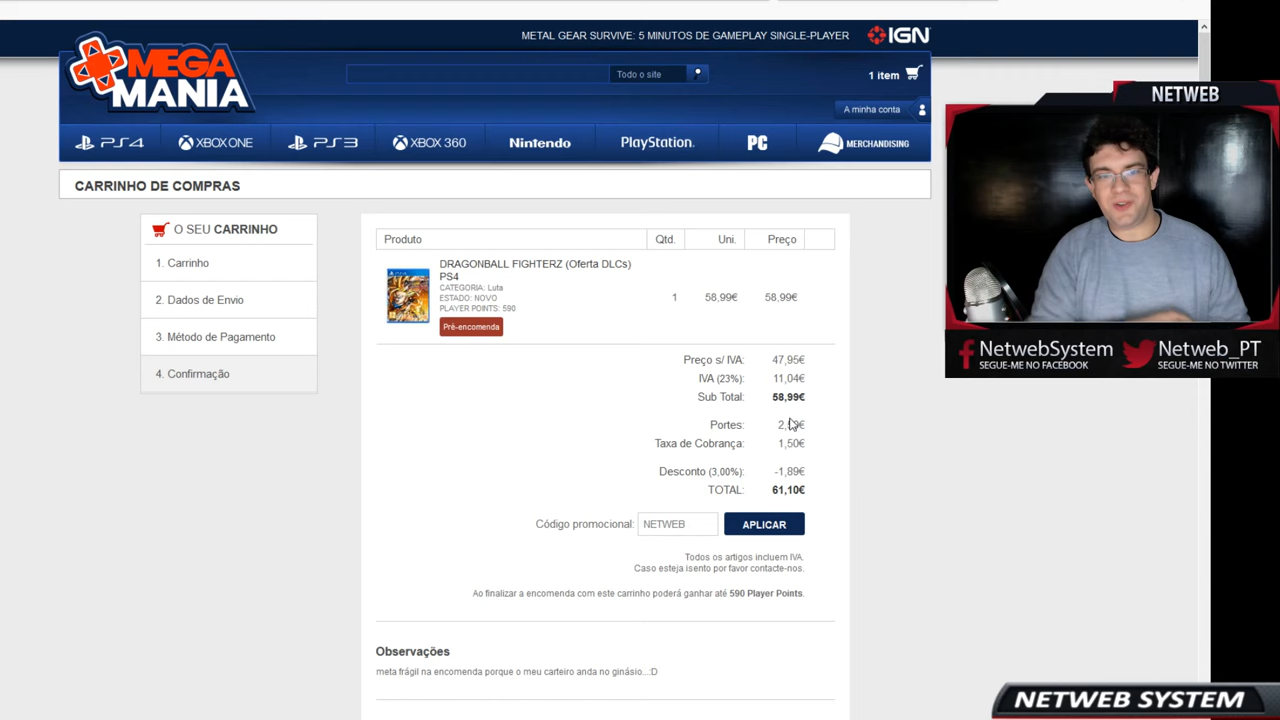 METAL GEAR SURVIVE: 5 MINUTOS DE GAMEPLAY SINGLE-PLAYER IGN
MEGA
MANIA
Todo o site
1 item
A minha conta
PS4 XBOX ONE PS3 XBOX 360 Nintendo PlayStation. PC MERCHANDISING
CARRINHO DE COMPRAS
O SEU CARRINHO
1. Carrinho
2. Dados de Envio
3. Método de Pagamento
4. Confirmação
Produto Qtd. Uni. Preço
DRAGONBALL FIGHTERZ (Oferta DLCs)
PS4
CATEGORIA: Luta
ESTADO: NOVO
PLAYER POINTS: 590
Pré-encomenda
1 58,99€ 58,99€
Preço s/ IVA: 47,95€
IVA (23%) 11,04€
Sub Total: 58,99€
Portes:
Taxa de Cobrança: 1,50€
Desconto (3,00%): -1,89€
TOTAL: 61,10€
Código promocional: NETWEB APLICAR
Todos os artigos incluem IVA.
Caso esteja isento por favor contacte-nos.
Ao finalizar a encomenda com este carrinho poderá ganhar até 590 Player Points.
Observações
meta frágil na encomenda porque o meu carteiro anda no ginásio...:D
NETWEB
NetwebSystem
SEGUE-ME NO FACEBOOK
Netweb_PT
SEGUE-ME NO TWITTER
NETWEB SYSTEM